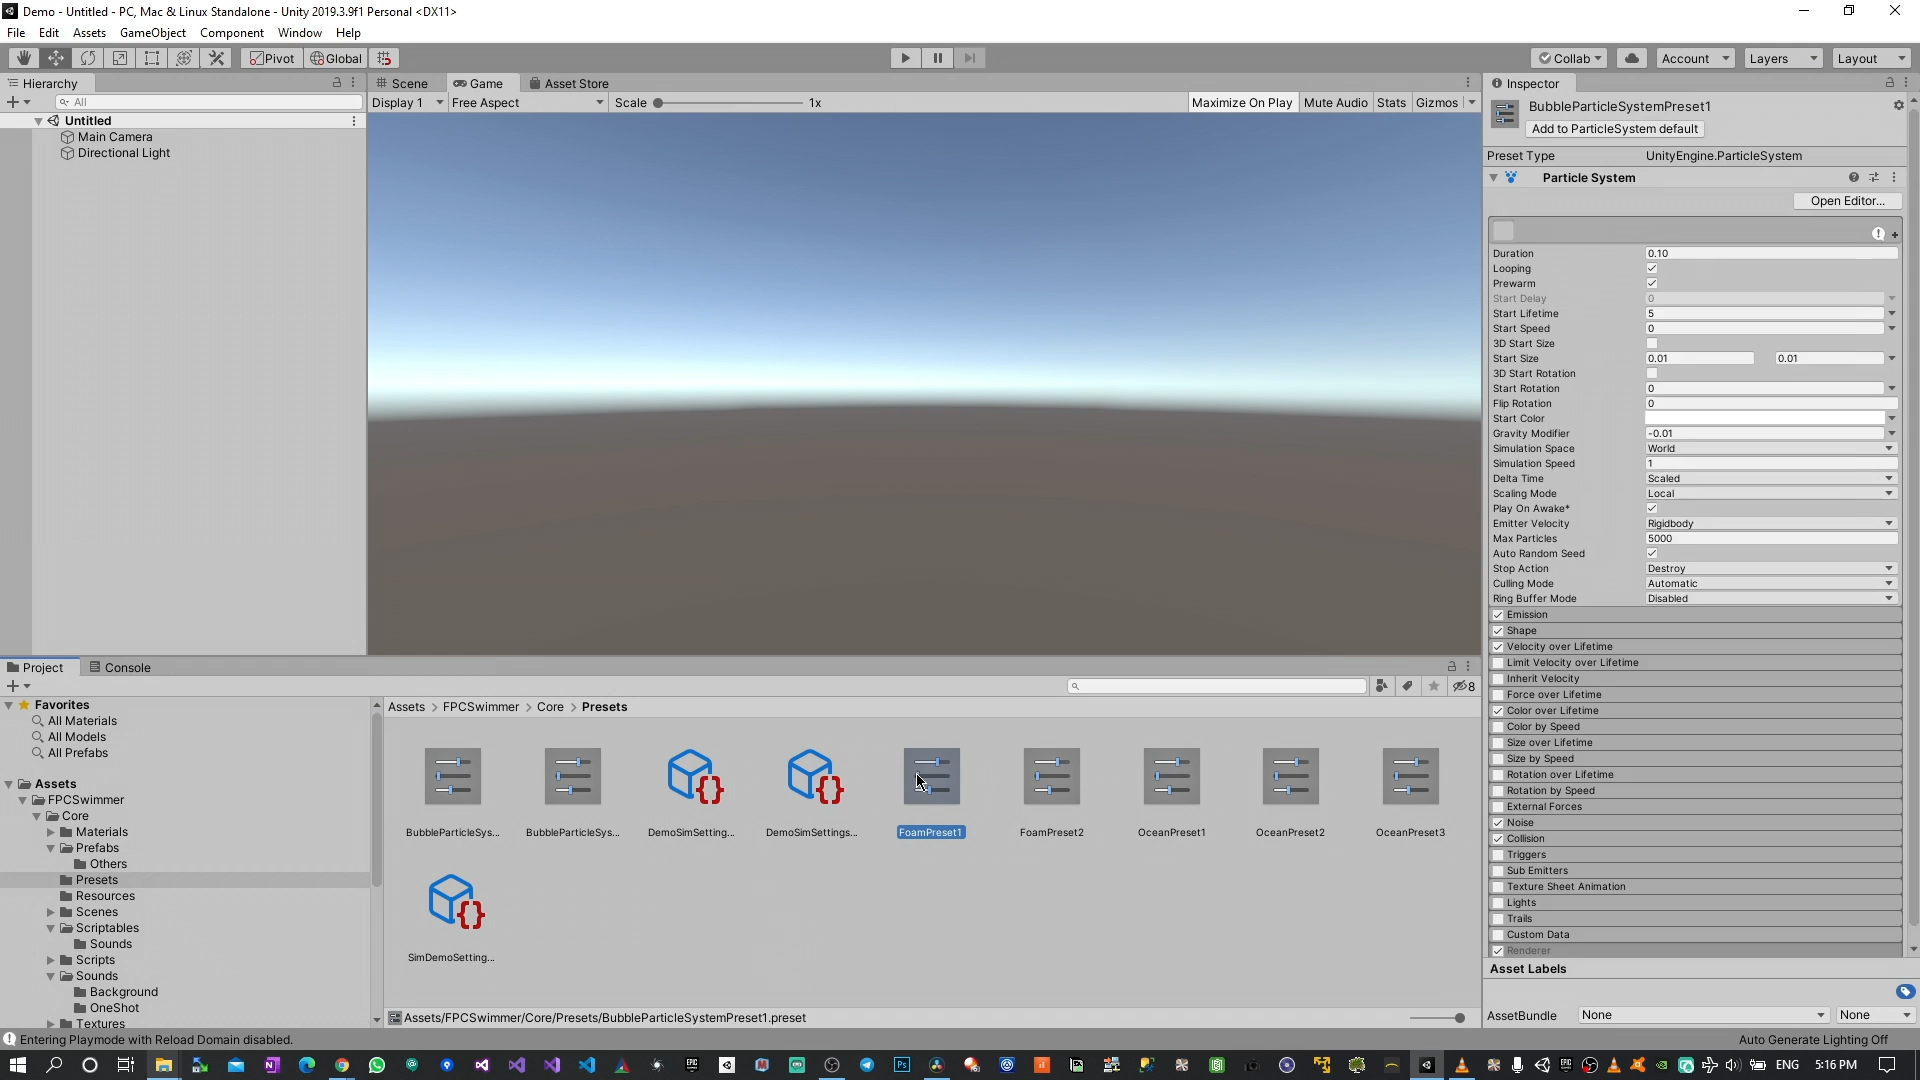 Demo - Untitled - PC, Mac & Linux Standalone - Unity 2019.3.9f1 Personal <DX11>
File Edit Assets GameObject Component Window Help
Pivot Global Collab Account Layers Layout
Hierarchy
All
Untitled
Main Camera
Directional Light
Scene Game Asset Store
Display 1 Free Aspect Scale 1x Maximize On Play Mute Audio Stats Gizmos
Inspector
BubbleParticleSystemPreset1
Add to ParticleSystem default
Preset Type UnityEngine.ParticleSystem
Particle System
Open Editor...
Duration 0.10
Looping
Prewarm
Start Delay 0
Start Lifetime 5
Start Speed 0
3D Start Size
Start Size 0.01 0.01
3D Start Rotation
Start Rotation 0
Flip Rotation 0
Start Color
Gravity Modifier -0.01
Simulation Space World
Simulation Speed 1
Delta Time Scaled
Scaling Mode Local
Play On Awake*
Emitter Velocity Rigidbody
Max Particles 5000
Auto Random Seed
Stop Action Destroy
Culling Mode Automatic
Ring Buffer Mode Disabled
Emission
Shape
Velocity over Lifetime
Limit Velocity over Lifetime
Inherit Velocity
Force over Lifetime
Color over Lifetime
Color by Speed
Size over Lifetime
Size by Speed
Rotation over Lifetime
Rotation by Speed
External Forces
Noise
Collision
Triggers
Sub Emitters
Texture Sheet Animation
Lights
Trails
Custom Data
Renderer
Asset Labels
AssetBundle None None
Project Console
8
Favorites
All Materials
All Models
All Prefabs
Assets
FPCSwimmer
Core
Materials
Prefabs
Others
Presets
Resources
Scenes
Scriptables
Sounds
Scripts
Sounds
Background
OneShot
Textures
Assets > FPCSwimmer > Core > Presets
BubbleParticleSys... BubbleParticleSys... DemoSimSetting... DemoSimSettings... FoamPreset1 FoamPreset2 OceanPreset1 OceanPreset2 OceanPreset3
SimDemoSetting...
Assets/FPCSwimmer/Core/Presets/BubbleParticleSystemPreset1.preset
Entering Playmode with Reload Domain disabled.
Auto Generate Lighting Off
ENG 5:16 PM